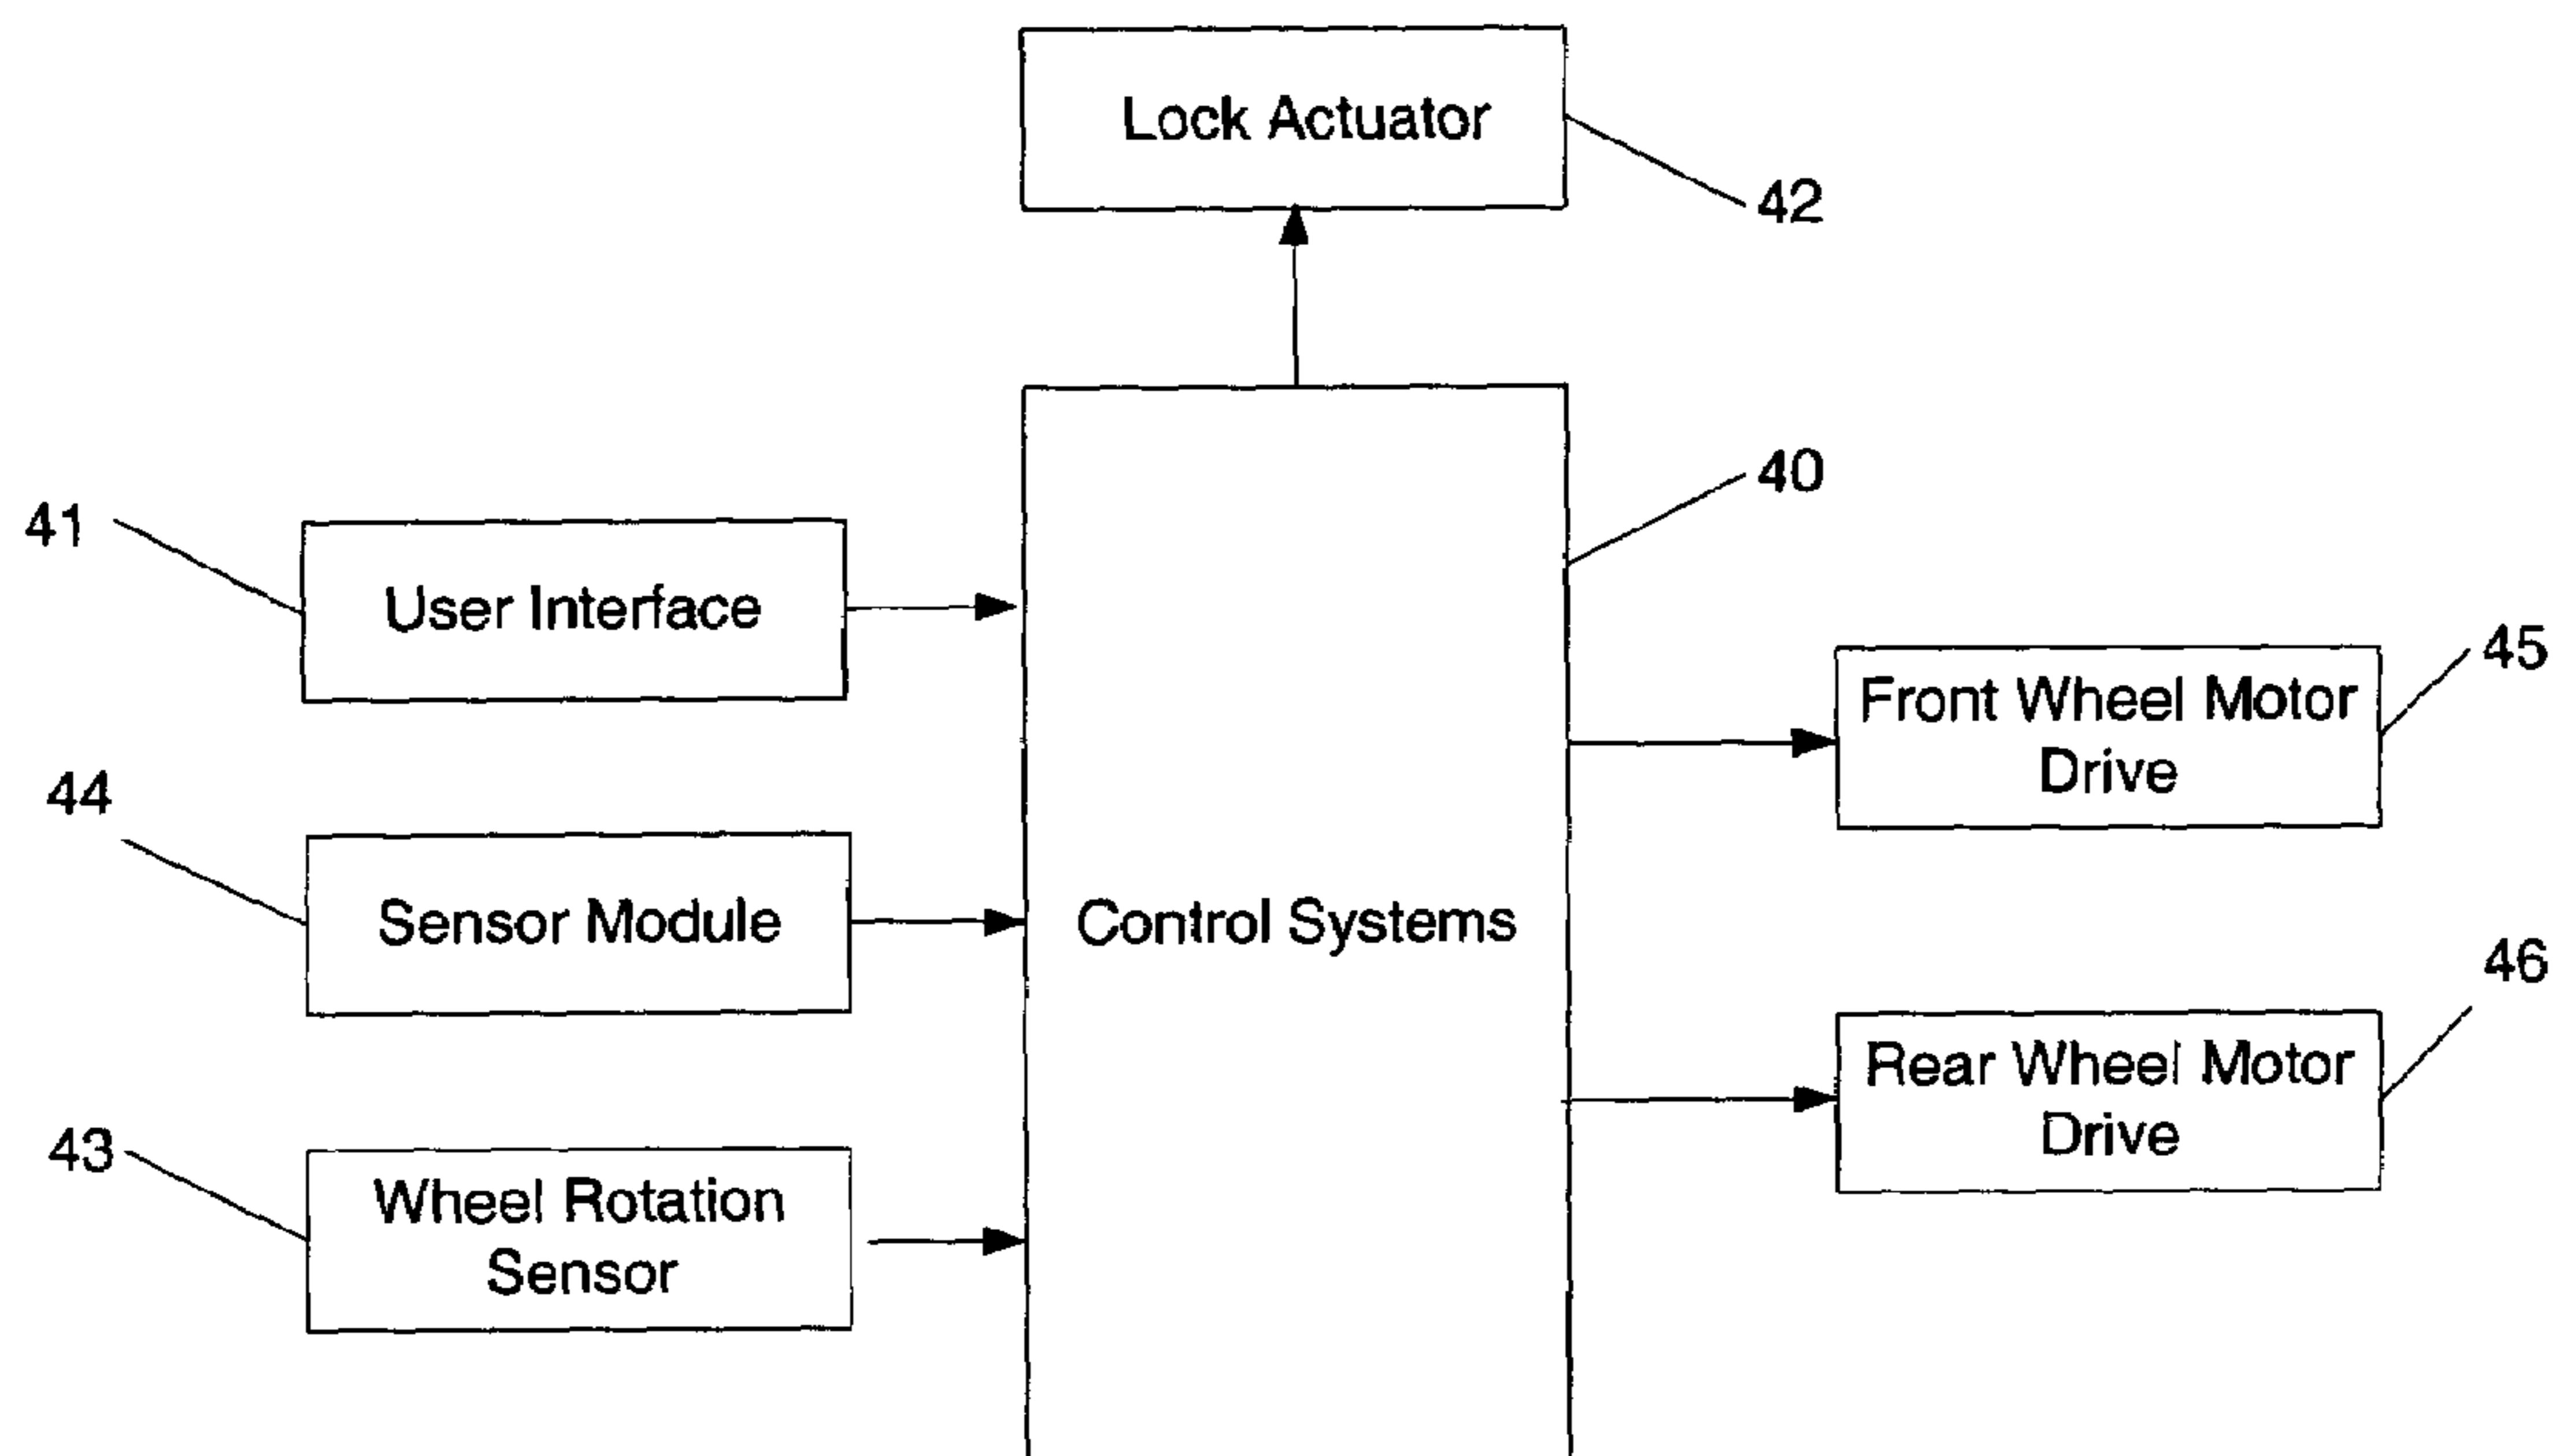 Lock Actuator
42
40
41
User Interface
45
Front Wheel Motor
Drive
44
Sensor Module
Control Systems
46
Rear Wheel Motor
Drive
43
Wheel Rotation
Sensor